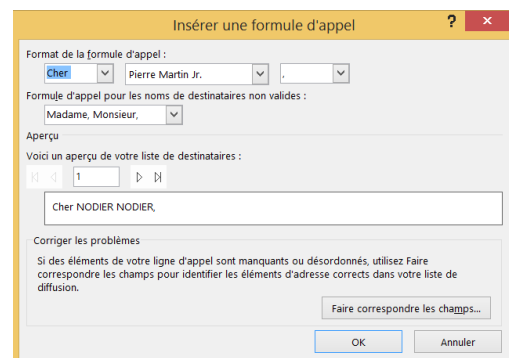 Insérer une formule d'appel ? ×
Format de la formule d'appel :
Cher Pierre Martin Jr. ,
Formule d'appel pour les noms de destinataires non valides :
Madame, Monsieur,
Aperçu
Voici un aperçu de votre liste de destinataires :
1
Cher NODIER NODIER,
Corriger les problèmes
Si des éléments de votre ligne d'appel sont manquants ou désordonnés, utilisez Faire
correspondre les champs pour identifier les éléments d'adresse corrects dans votre liste de
diffusion.
Faire correspondre les champs...
OK Annuler